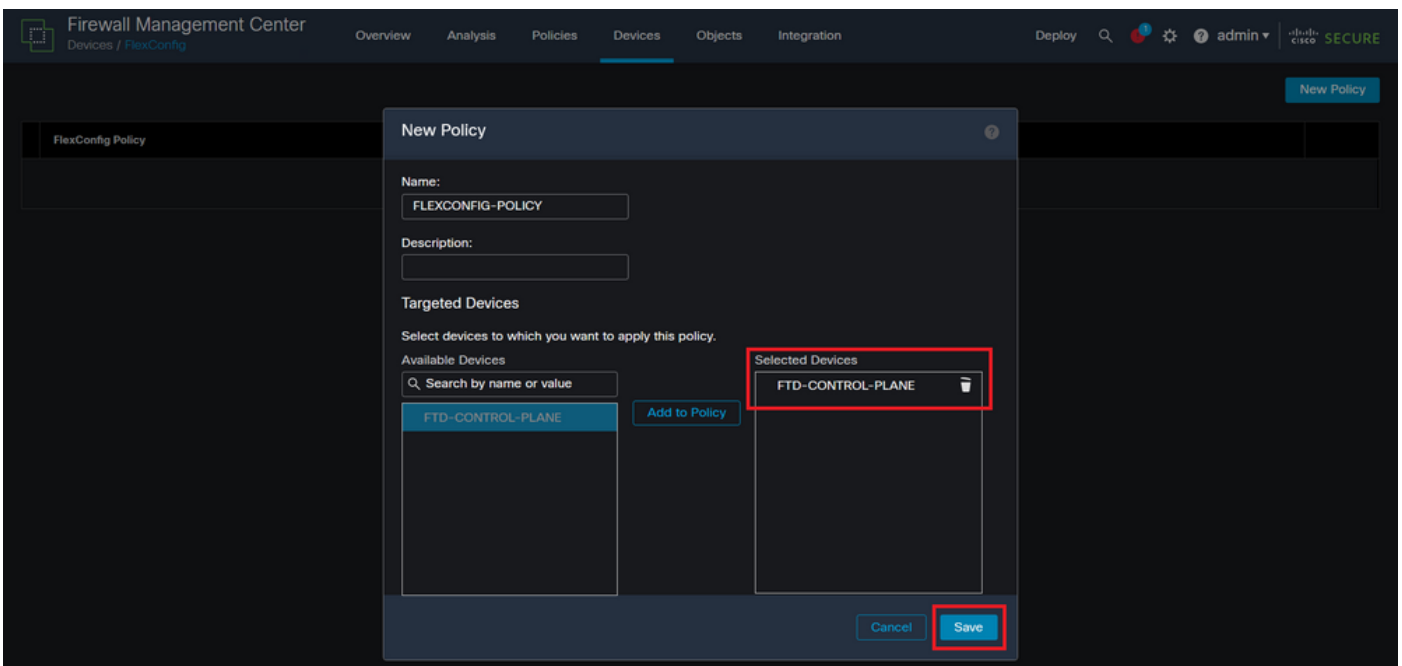 Firewall Management Center
Devices / FlexConfig
Overview Analysis Policies Devices Objects Integration
Deploy 1 admin cisco SECURE
New Policy
FlexConfig Policy
New Policy
Name:
FLEXCONFIG-POLICY
Description:
Targeted Devices
Select devices to which you want to apply this policy.
Available Devices Selected Devices
Search by name or value FTD-CONTROL-PLANE
FTD-CONTROL-PLANE Add to Policy
Cancel Save